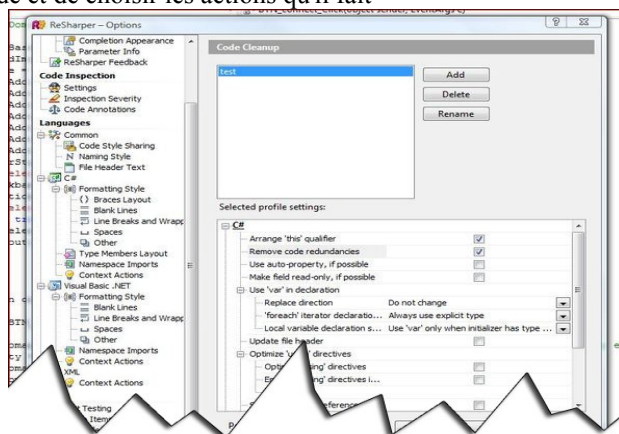 de et de choisir les actions qu'il fait
ReSharper – Options
Completion Appearance
Parameter Info
ReSharper Feedback
Code Inspection
Settings
Inspection Severity
Code Annotations
Languages
Common
Code Style Sharing
Naming Style
File Header Text
C#
Formatting Style
Braces Layout
Blank Lines
Line Breaks and Wrapp
Spaces
Other
Type Members Layout
Namespace Imports
Context Actions
Visual Basic .NET
Formatting Style
Blank Lines
Line Breaks and Wrapp
Spaces
Other
Namespace Imports
Context Actions
XML
Context Actions
Testing
Code Cleanup
test
Add
Delete
Rename
Selected profile settings:
C#
Arrange 'this' qualifier
Remove code redundancies
Use auto-property, if possible
Make field read-only, if possible
Use 'var' in declaration
Replace direction Do not change
'foreach' iterator declaratio... Always use explicit type
Local variable declaration s... Use 'var' only when initializer has type ...
Update file header
Optimize directives
directives
directives i...